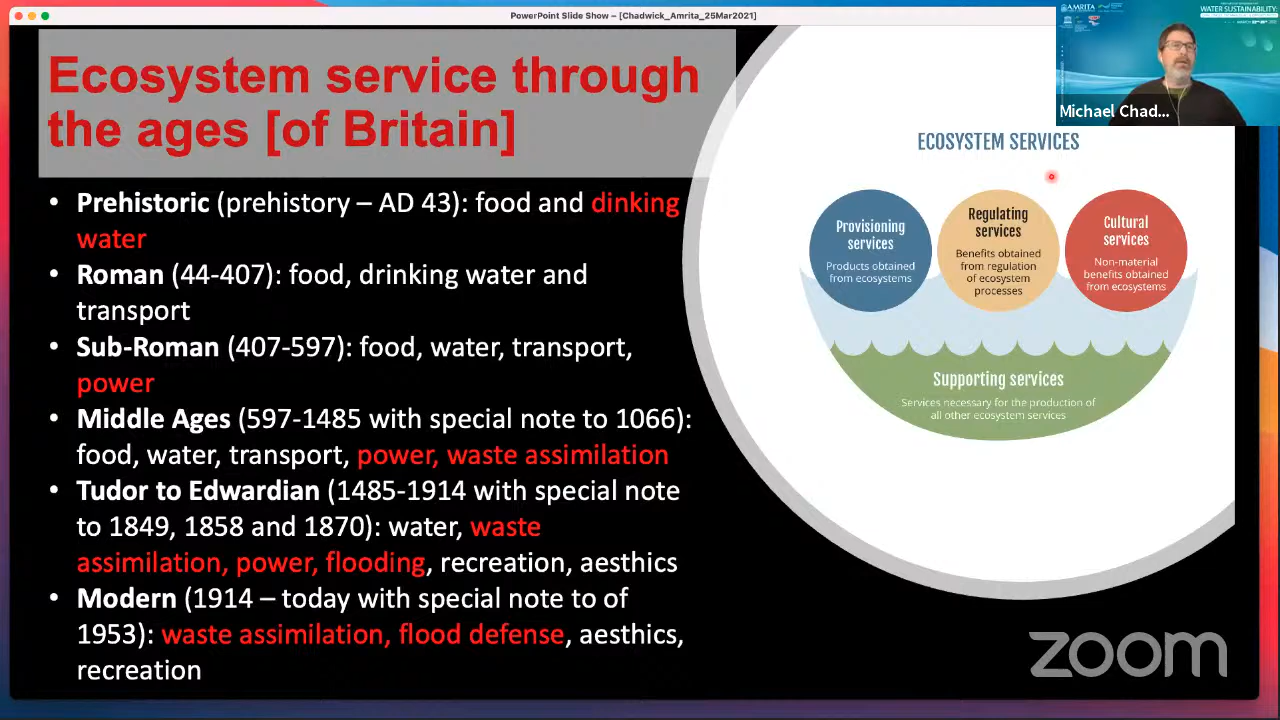 PowerPoint Slide Show – [Chadwick_Amrita_25Mar2021]
AMRITA
WATER SUSTAINABILITY:
Michael Chad...
Ecosystem service through
the ages [of Britain]
• Prehistoric (prehistory – AD 43): food and dinking
water
• Roman (44-407): food, drinking water and
transport
• Sub-Roman (407-597): food, water, transport,
power
• Middle Ages (597-1485 with special note to 1066):
food, water, transport, power, waste assimilation
• Tudor to Edwardian (1485-1914 with special note
to 1849, 1858 and 1870): water, waste
assimilation, power, flooding, recreation, aesthics
• Modern (1914 – today with special note to of
1953): waste assimilation, flood defense, aesthics,
recreation
ECOSYSTEM SERVICES
Provisioning
services
Products obtained
from ecosystems
Regulating
services
Benefits obtained
from regulation
of ecosystem
processes
Cultural
services
Non-material
benefits obtained
from ecosystems
Supporting services
Services necessary for the production of
all other ecosystem services
zoom